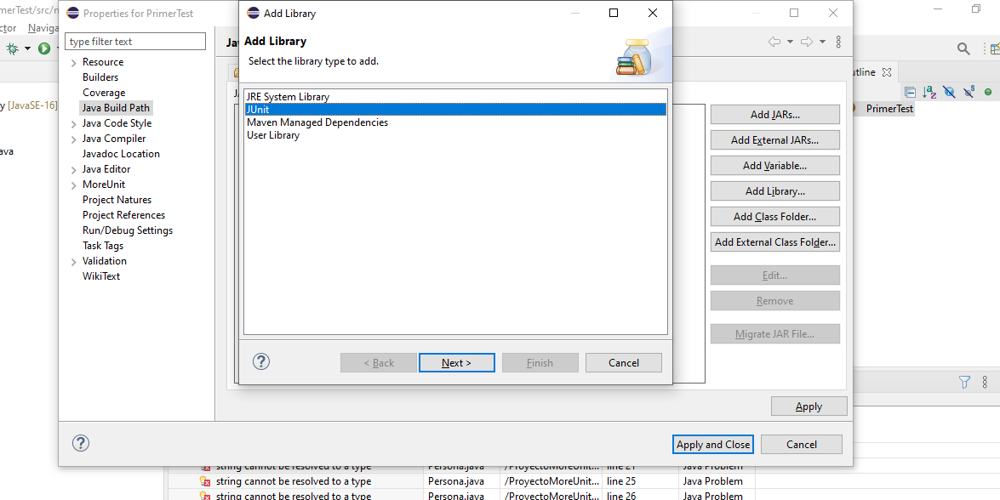 merTest/src/n
Properties for PrimerTest
Add Library
ctor
Naviga
type filter text
Add Library
Select the library type to add.
Resource
Builders
Coverage
Java Build Path
Java Code Style
Java Compiler
Javadoc Location
Java Editor
MoreUnit
Project Natures
Project References
Run/Debug Settings
Task Tags
Validation
WikiText
y [JavaSE-16]
ava
Jav
JRE System Library
JUnit
Maven Managed Dependencies
User Library
< Back
Next >
Finish
Cancel
Add JARs...
Add External JARs...
Add Variable...
Add Library...
Add Class Folder...
Add External Class Folder...
Edit...
Remove
Migrate JAR File...
Apply
Apply and Close
Cancel
utline
PrimerTest
string cannot be resolved to a type Persona.java /ProyectoMoreUnit... line 21 Java Problem
string cannot be resolved to a type Persona.java /ProyectoMoreUnit... line 25 Java Problem
string cannot be resolved to a type Persona.java /ProyectoMoreUnit... line 26 Java Problem